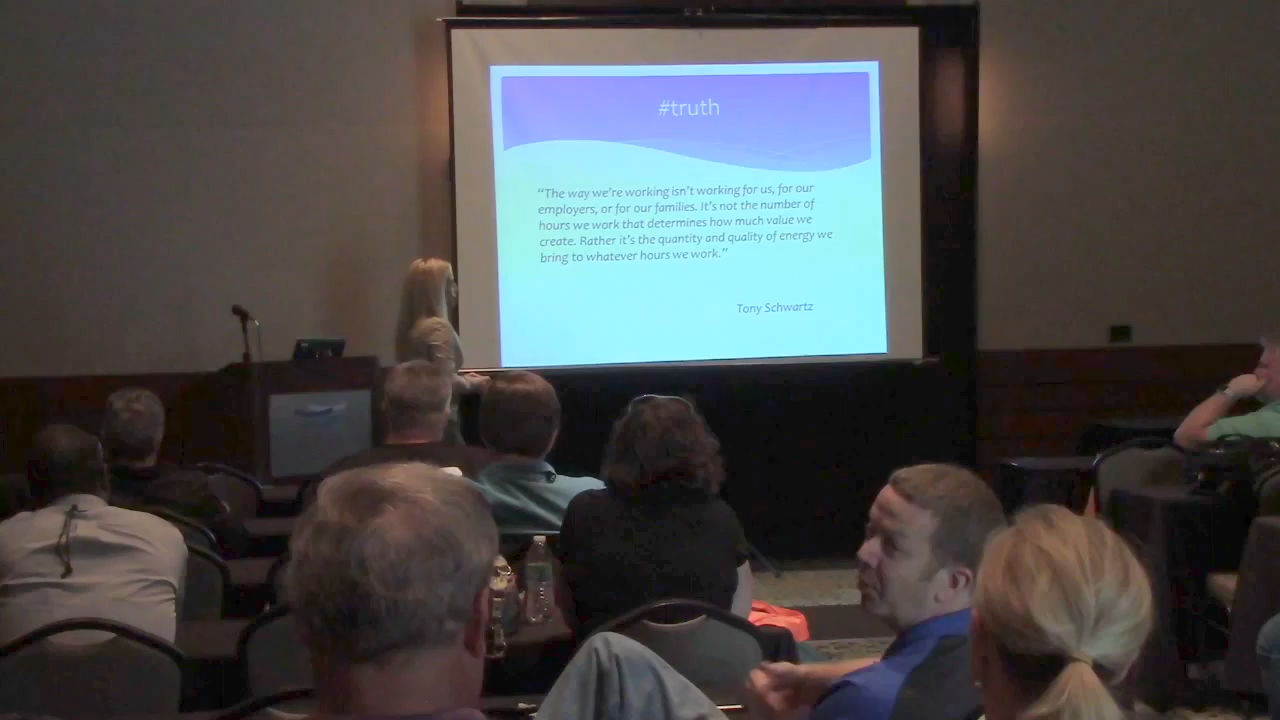 #truth
“The way we’re working isn’t working for us, for our
employers, or for our families. It’s not the number of
hours we work that determines how much value we
create. Rather it’s the quantity and quality of energy we
bring to whatever hours we work.”
Tony Schwartz